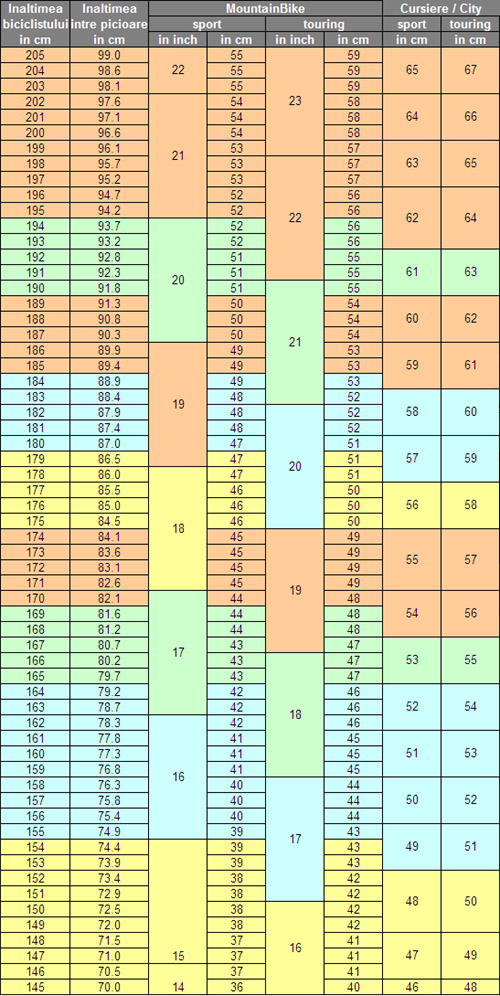 Inaltimea biciclistului in cm Inaltimea intre picioare in cm MountainBike Cursiere / City
sport touring sport touring
in inch in cm in inch in cm in cm in cm
205 99.0 55 59
204 98.6 22 55 59 65 67
203 98.1 55 59
202 97.6 54 23 58
201 97.1 54 58 64 66
200 96.6 54 58
199 96.1 53 57
198 95.7 21 53 57 63 65
197 95.2 53 57
196 94.7 52 56
195 94.2 52 22 56 62 64
194 93.7 52 56
193 93.2 52 56
192 92.8 51 55
191 92.3 20 51 55 61 63
190 91.8 51 55
189 91.3 50 54
188 90.8 50 54 60 62
187 90.3 50 21 54
186 89.9 49 53
185 89.4 49 53 59 61
184 88.9 49 53
183 88.4 19 48 52
182 87.9 48 52 58 60
181 87.4 48 52
180 87.0 47 51
179 86.5 47 20 51 57 59
178 86.0 47 51
177 85.5 46 50
176 85.0 46 50 56 58
175 84.5 18 46 50
174 84.1 45 49
173 83.6 45 49
172 83.1 45 49 55 57
171 82.6 45 49
170 82.1 44 19 48
169 81.6 44 48 54 56
168 81.2 44 48
167 80.7 17 43 47
166 80.2 43 47 53 55
165 79.7 43 47
164 79.2 42 46
163 78.7 42 18 46 52 54
162 78.3 42 46
161 77.8 41 45
160 77.3 41 45 51 53
159 76.8 16 41 45
158 76.3 40 44
157 75.8 40 44 50 52
156 75.4 40 44
155 74.9 39 17 43
154 74.4 39 43 49 51
153 73.9 39 43
152 73.4 38 42
151 72.9 38 42 48 50
150 72.5 38 42
149 72.0 38 42
148 71.5 37 16 41
147 71.0 15 37 41 47 49
146 70.5 37 41
145 70.0 14 36 40 46 48